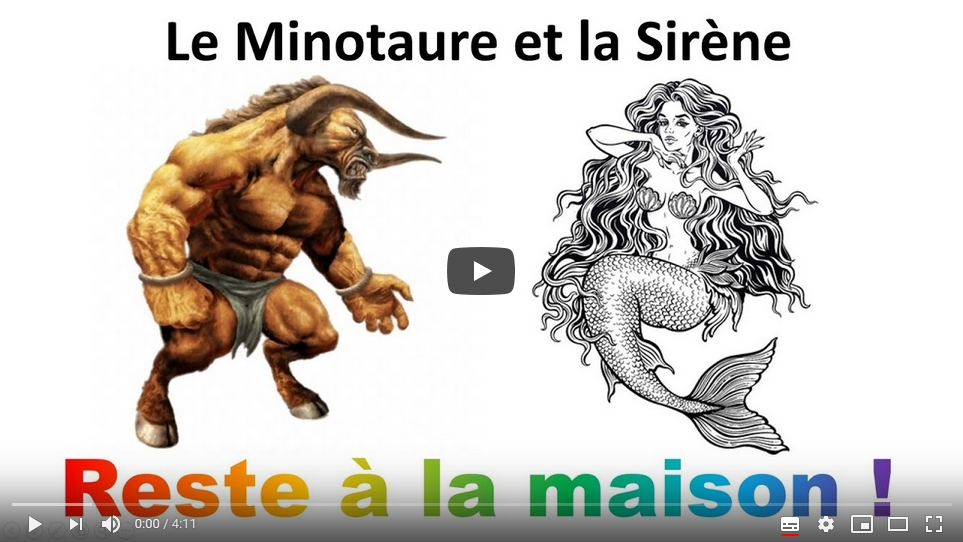 Le Minotaure et la Sirène
Reste à la maison !
0:00 / 4:11